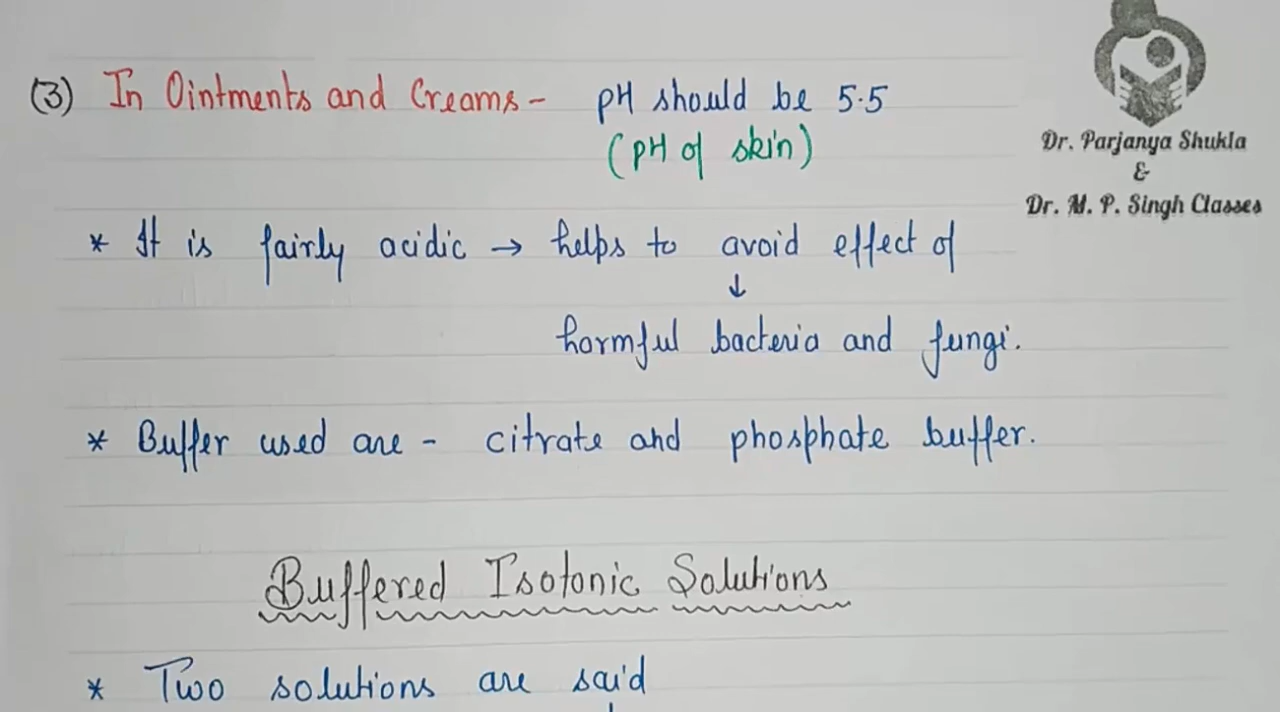 (3) In Ointments and Creams - pH should be 5.5
(pH of skin)
Dr. Parjanya Shukla
&
Dr. M. P. Singh Classes
* It is fairly acidic → helps to avoid effect of
↓
harmful bacteria and fungi.
* Buffer used are - citrate and phosphate buffer.
Buffered Isotonic Solutions
* Two solutions are said